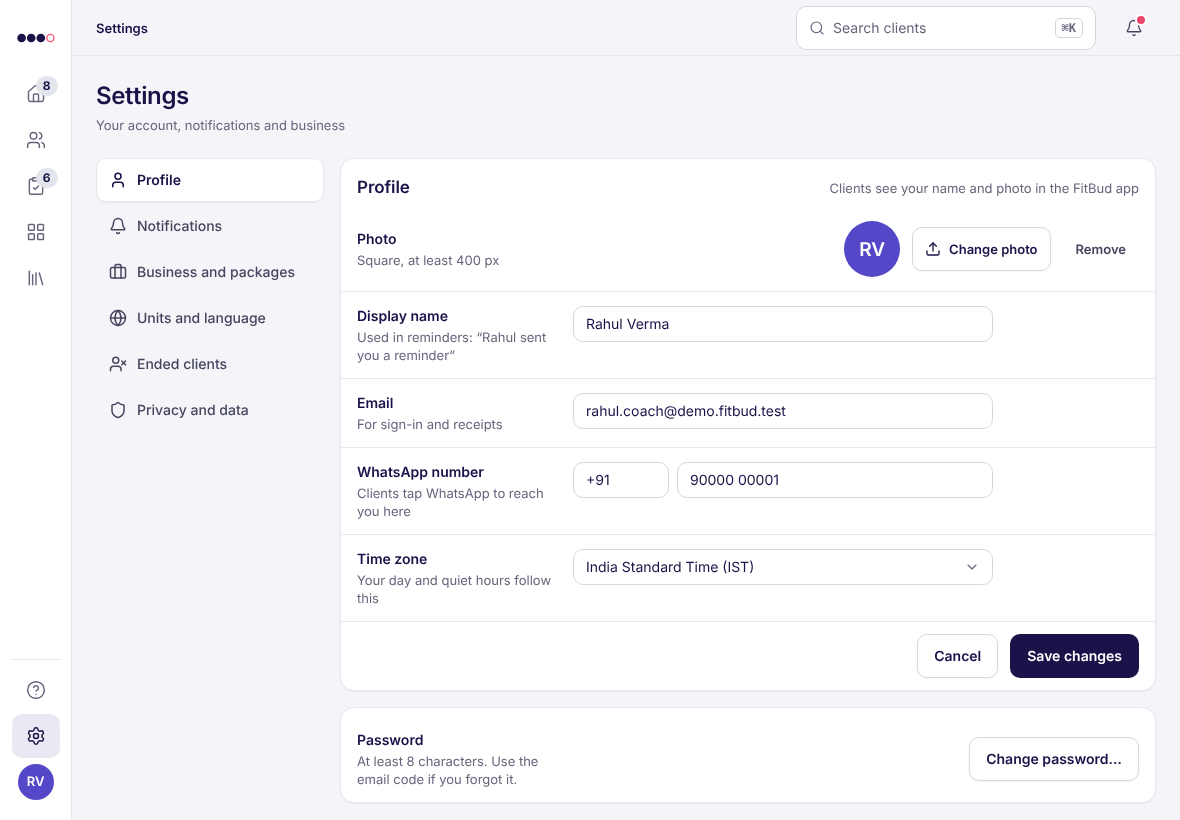 Settings
Search clients
⌘K
8
6
Settings
Your account, notifications and business
Profile
Notifications
Business and packages
Units and language
Ended clients
Privacy and data
Profile
Clients see your name and photo in the FitBud app
Photo
Square, at least 400 px
RV
Change photo
Remove
Display name
Used in reminders: “Rahul sent
you a reminder”
Rahul Verma
Email
For sign-in and receipts
rahul.coach@demo.fitbud.test
WhatsApp number
Clients tap WhatsApp to reach
you here
+91
90000 00001
Time zone
Your day and quiet hours follow
this
India Standard Time (IST)
Cancel
Save changes
Password
At least 8 characters. Use the
email code if you forgot it.
Change password...
RV